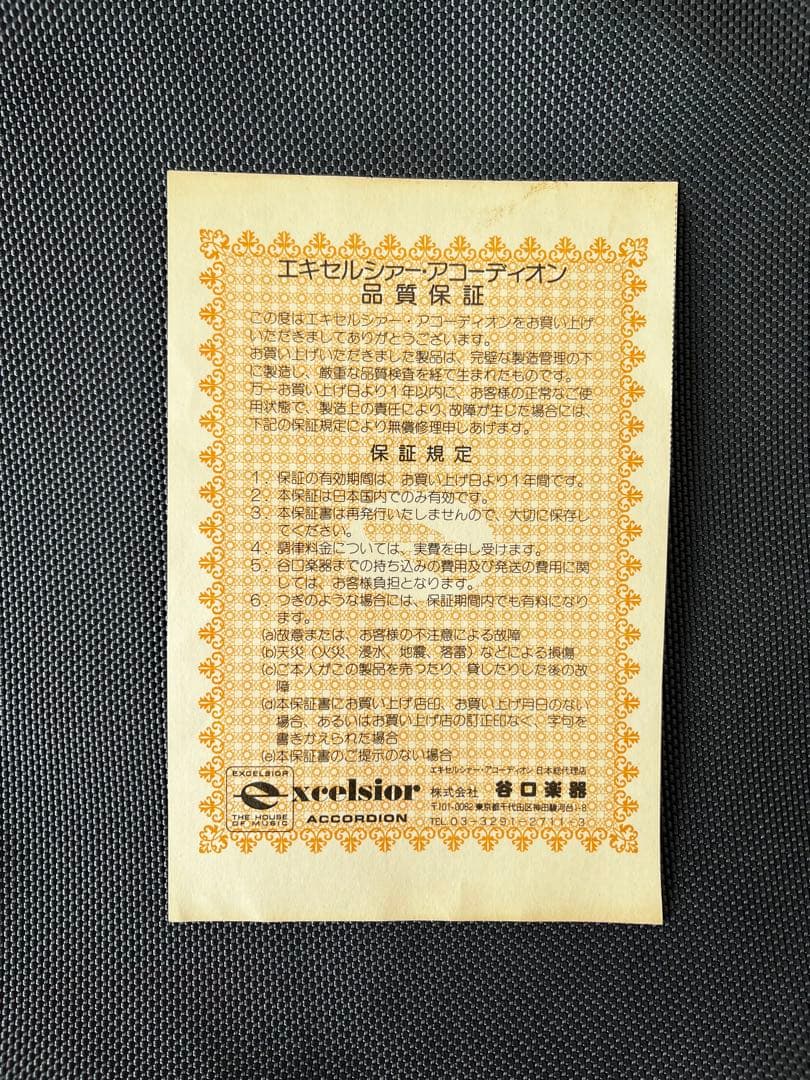 エキセルシァー・アコーディオン
品質保証
この度はエキセルシァー・アコーディオンをお買い上げ
いただきましてありがとうございます。
お買い上げいただきました製品は、完璧な製造管理の下
に製造し、厳重な品質検査を経て生まれたものです。
万一お買い上げ日より1年以内に、お客様の正常なご使
用状態で、製造上の責任により、故障が生じた場合には、
下記の保証規定により無償修理申しあげます。
保証規定
1．保証の有効期間は、お買い上げ日より1年間です。
2．本保証は日本国内でのみ有効です。
3．本保証書は再発行いたしませんので、大切に保存し
てください。
4．調律料金については、実費を申し受けます。
5．谷口楽器までの持ち込みの費用及び発送の費用に関
しては、お客様負担となります。
6．つぎのような場合には、保証期間内でも有料になり
ます。
(a)故意または、お客様の不注意による故障
(b)天災（火災、浸水、地震、落雷）などによる損傷
(c)ご本人がこの製品を売ったり、貸したりした後の故
障
(d)本保証書にお買い上げ店印、お買い上げ月日のない
場合、あるいはお買い上げ店の訂正印なく、字句を
書きかえられた場合
(e)本保証書のご提示のない場合
EXCELSIOR
excelsior
THE HOUSE
OF MUSIC
ACCORDION
エキセルシァー・アコーディオン 日本総代理店
株式会社 谷口楽器
〒101-0062 東京都千代田区神田駿河台1-8
TEL 03-3291-2711-3